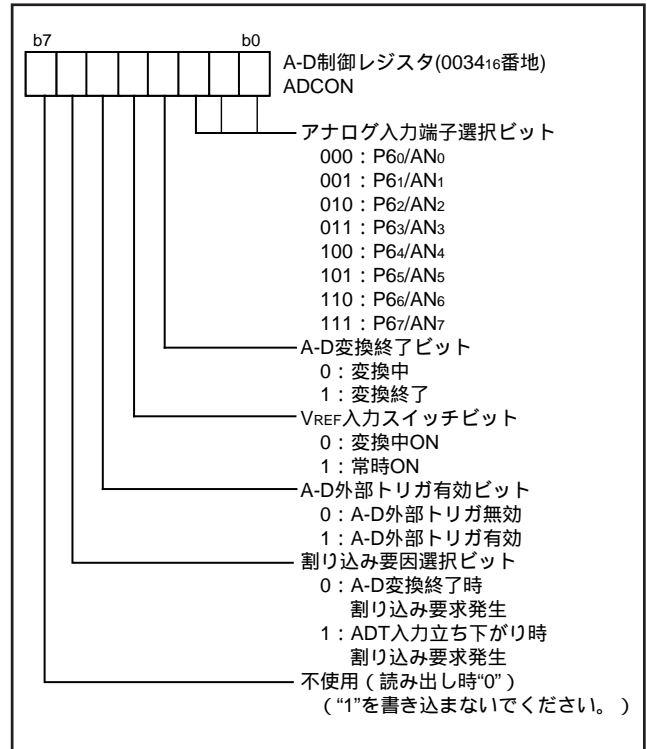 b7 b0
A-D制御レジスタ(003416番地)
ADCON
アナログ入力端子選択ビット
000：P60/AN0
001：P61/AN1
010：P62/AN2
011：P63/AN3
100：P64/AN4
101：P65/AN5
110：P66/AN6
111：P67/AN7
A-D変換終了ビット
0：変換中
1：変換終了
VREF入力スイッチビット
0：変換中ON
1：常時ON
A-D外部トリガ有効ビット
0：A-D外部トリガ無効
1：A-D外部トリガ有効
割り込み要因選択ビット
0：A-D変換終了時
割り込み要求発生
1：ADT入力立ち下がり時
割り込み要求発生
不使用（読み出し時“0”）
（“1”を書き込まないでください。）